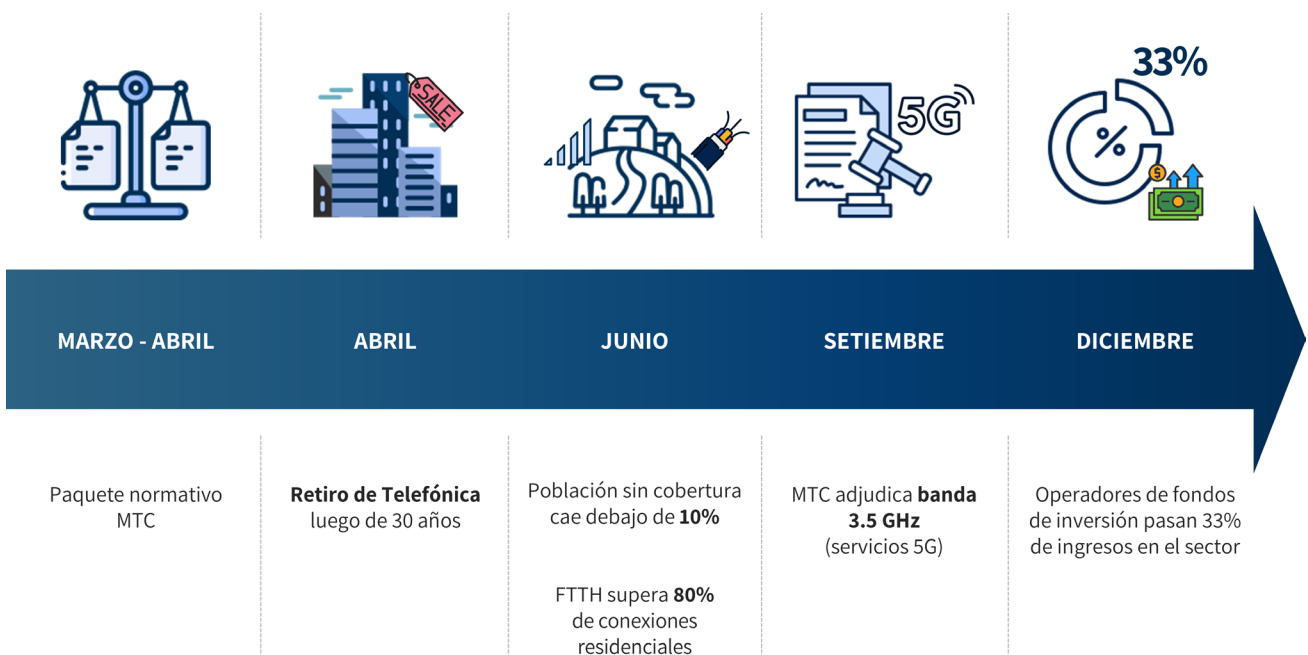 33%
SALE
5G
%
$
MARZO - ABRIL
ABRIL
JUNIO
SETIEMBRE
DICIEMBRE
Paquete normativo
MTC
Retiro de Telefónica
luego de 30 años
Población sin cobertura
cae debajo de 10%
FTTH supera 80%
de conexiones
residenciales
MTC adjudica banda
3.5 GHz
(servicios 5G)
Operadores de fondos
de inversión pasan 33%
de ingresos en el sector